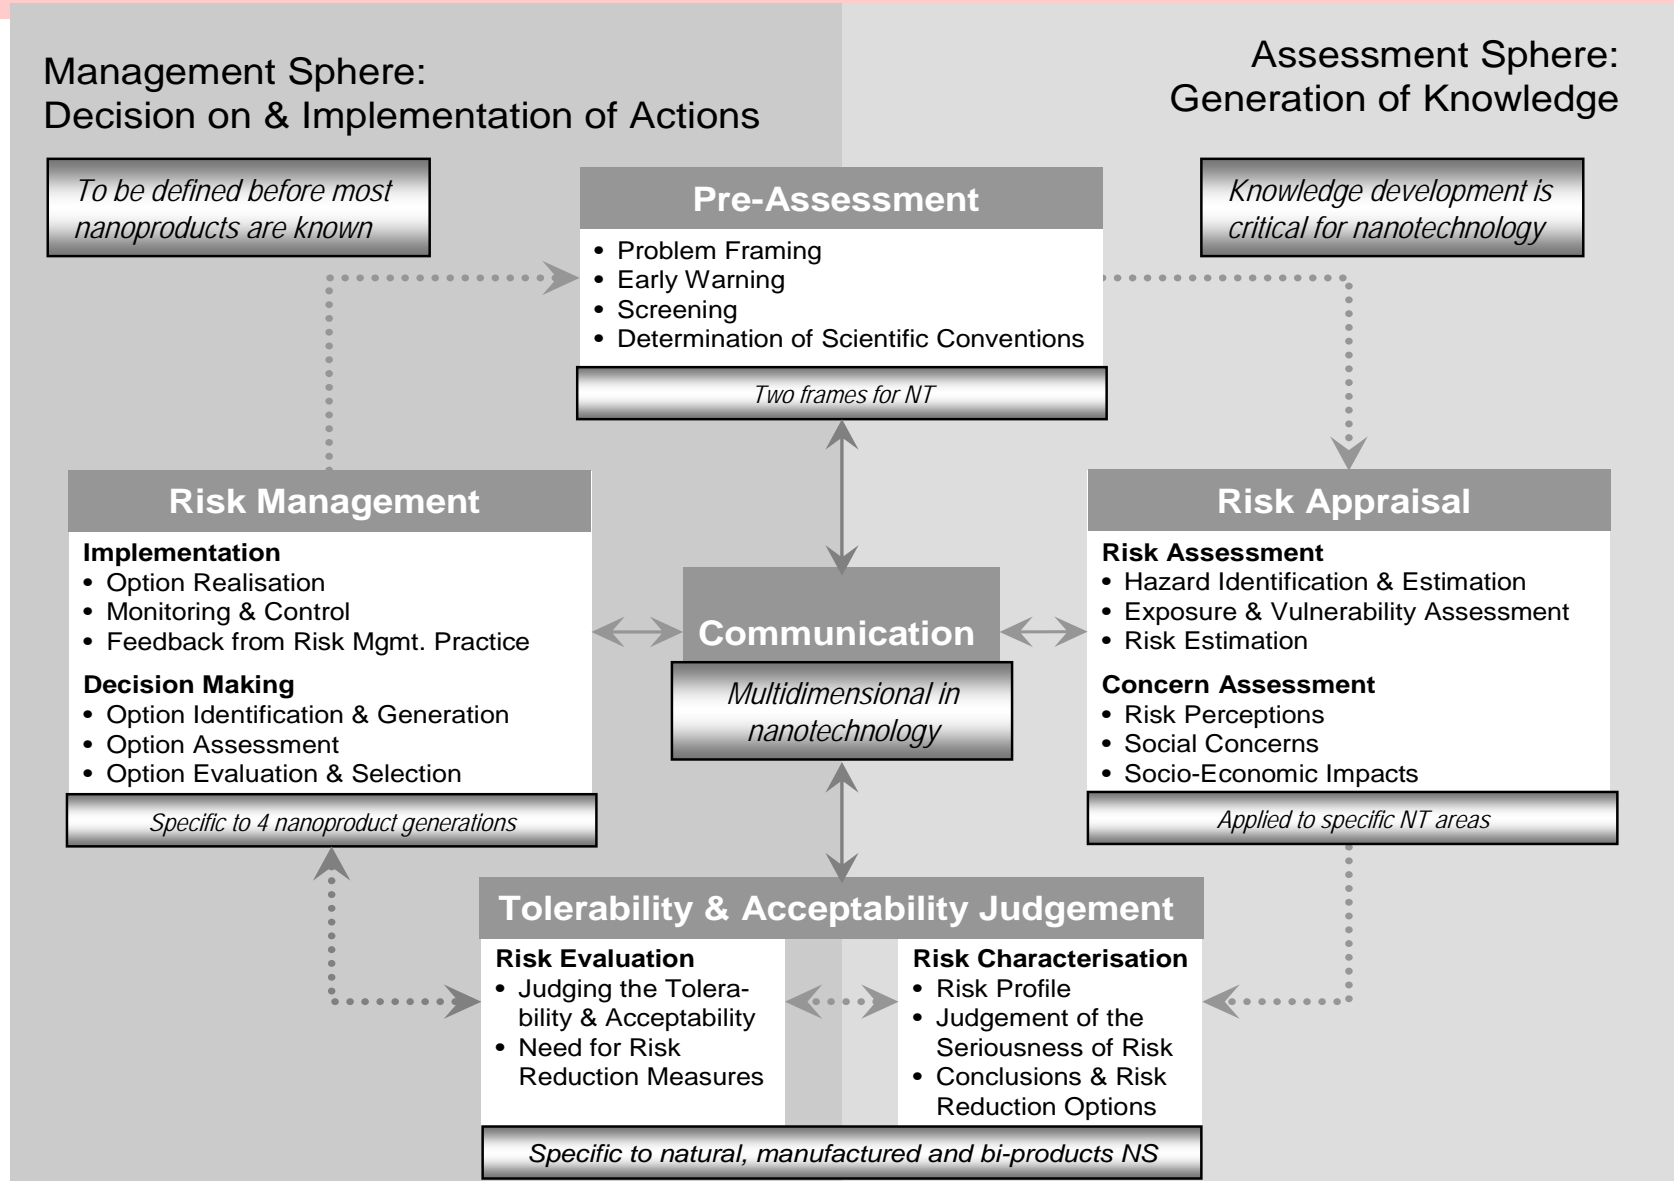 Management Sphere:
Decision on & Implementation of Actions
Assessment Sphere:
Generation of Knowledge
To be defined before most
nanoproducts are known
Knowledge development is
critical for nanotechnology
Pre-Assessment
• Problem Framing
• Early Warning
• Screening
• Determination of Scientific Conventions
Two frames for NT
Risk Management
Implementation
• Option Realisation
• Monitoring & Control
• Feedback from Risk Mgmt. Practice
Decision Making
• Option Identification & Generation
• Option Assessment
• Option Evaluation & Selection
Specific to 4 nanoproduct generations
Communication
Multidimensional in
nanotechnology
Risk Appraisal
Risk Assessment
• Hazard Identification & Estimation
• Exposure & Vulnerability Assessment
• Risk Estimation
Concern Assessment
• Risk Perceptions
• Social Concerns
• Socio-Economic Impacts
Applied to specific NT areas
Tolerability & Acceptability Judgement
Risk Evaluation
• Judging the Tolera-
bility & Acceptability
• Need for Risk
Reduction Measures
Risk Characterisation
• Risk Profile
• Judgement of the
Seriousness of Risk
• Conclusions & Risk
Reduction Options
Specific to natural, manufactured and bi-products NS